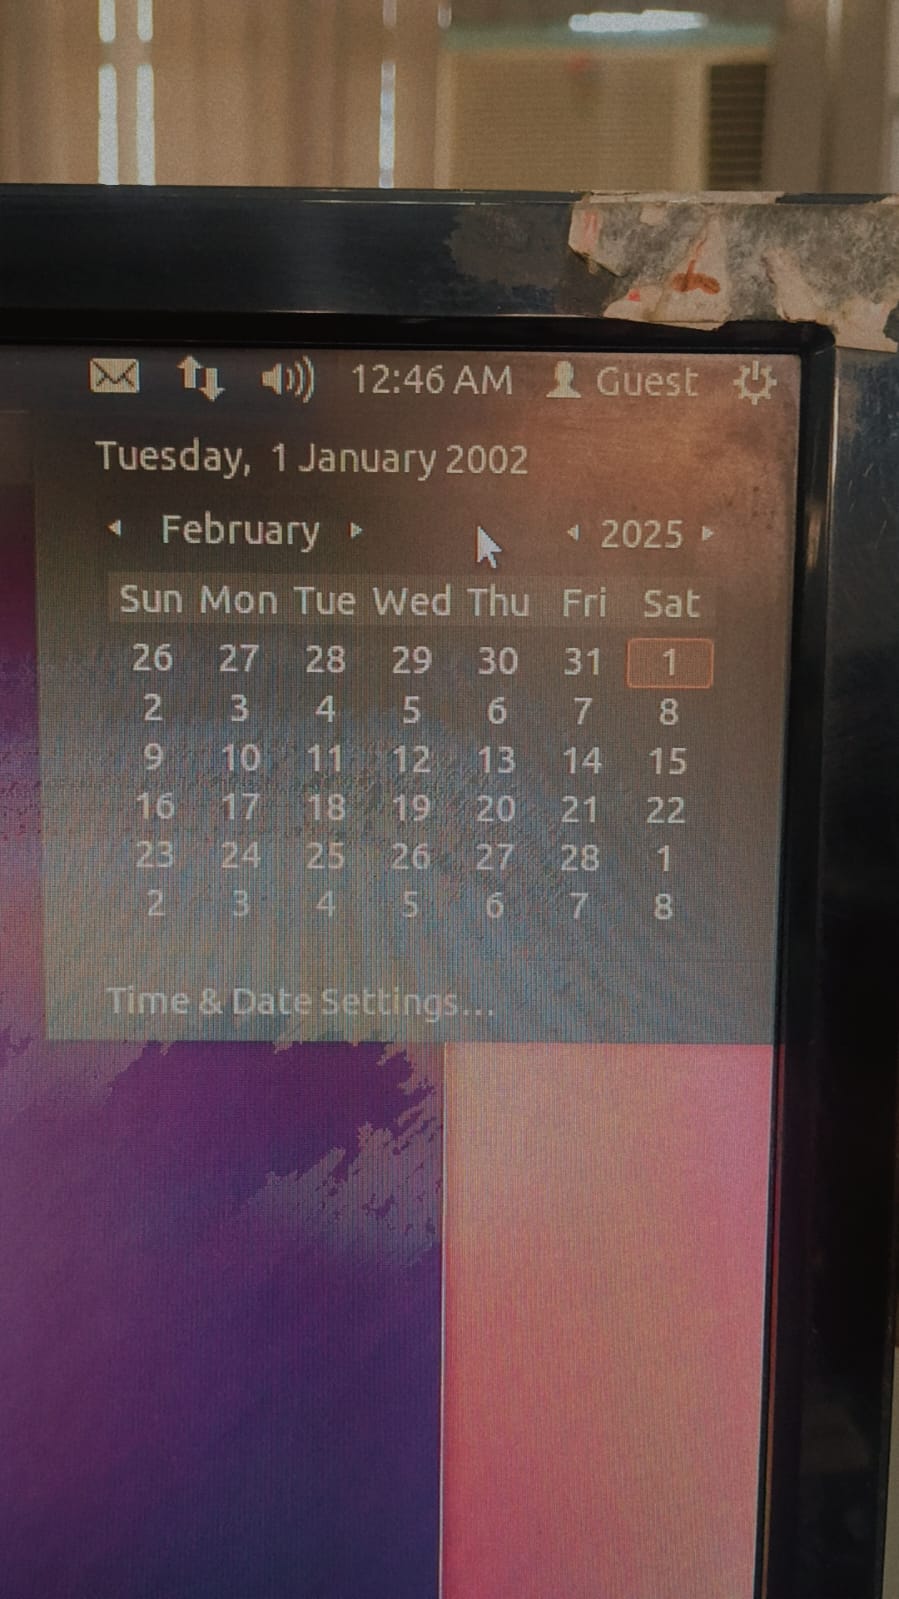 12:46 AM Guest
Tuesday, 1 January 2002
February 2025
Sun Mon Tue Wed Thu Fri Sat
26 27 28 29 30 31 1
2 3 4 5 6 7 8
9 10 11 12 13 14 15
16 17 18 19 20 21 22
23 24 25 26 27 28 1
2 3 4 5 6 7 8
Time & Date Settings...